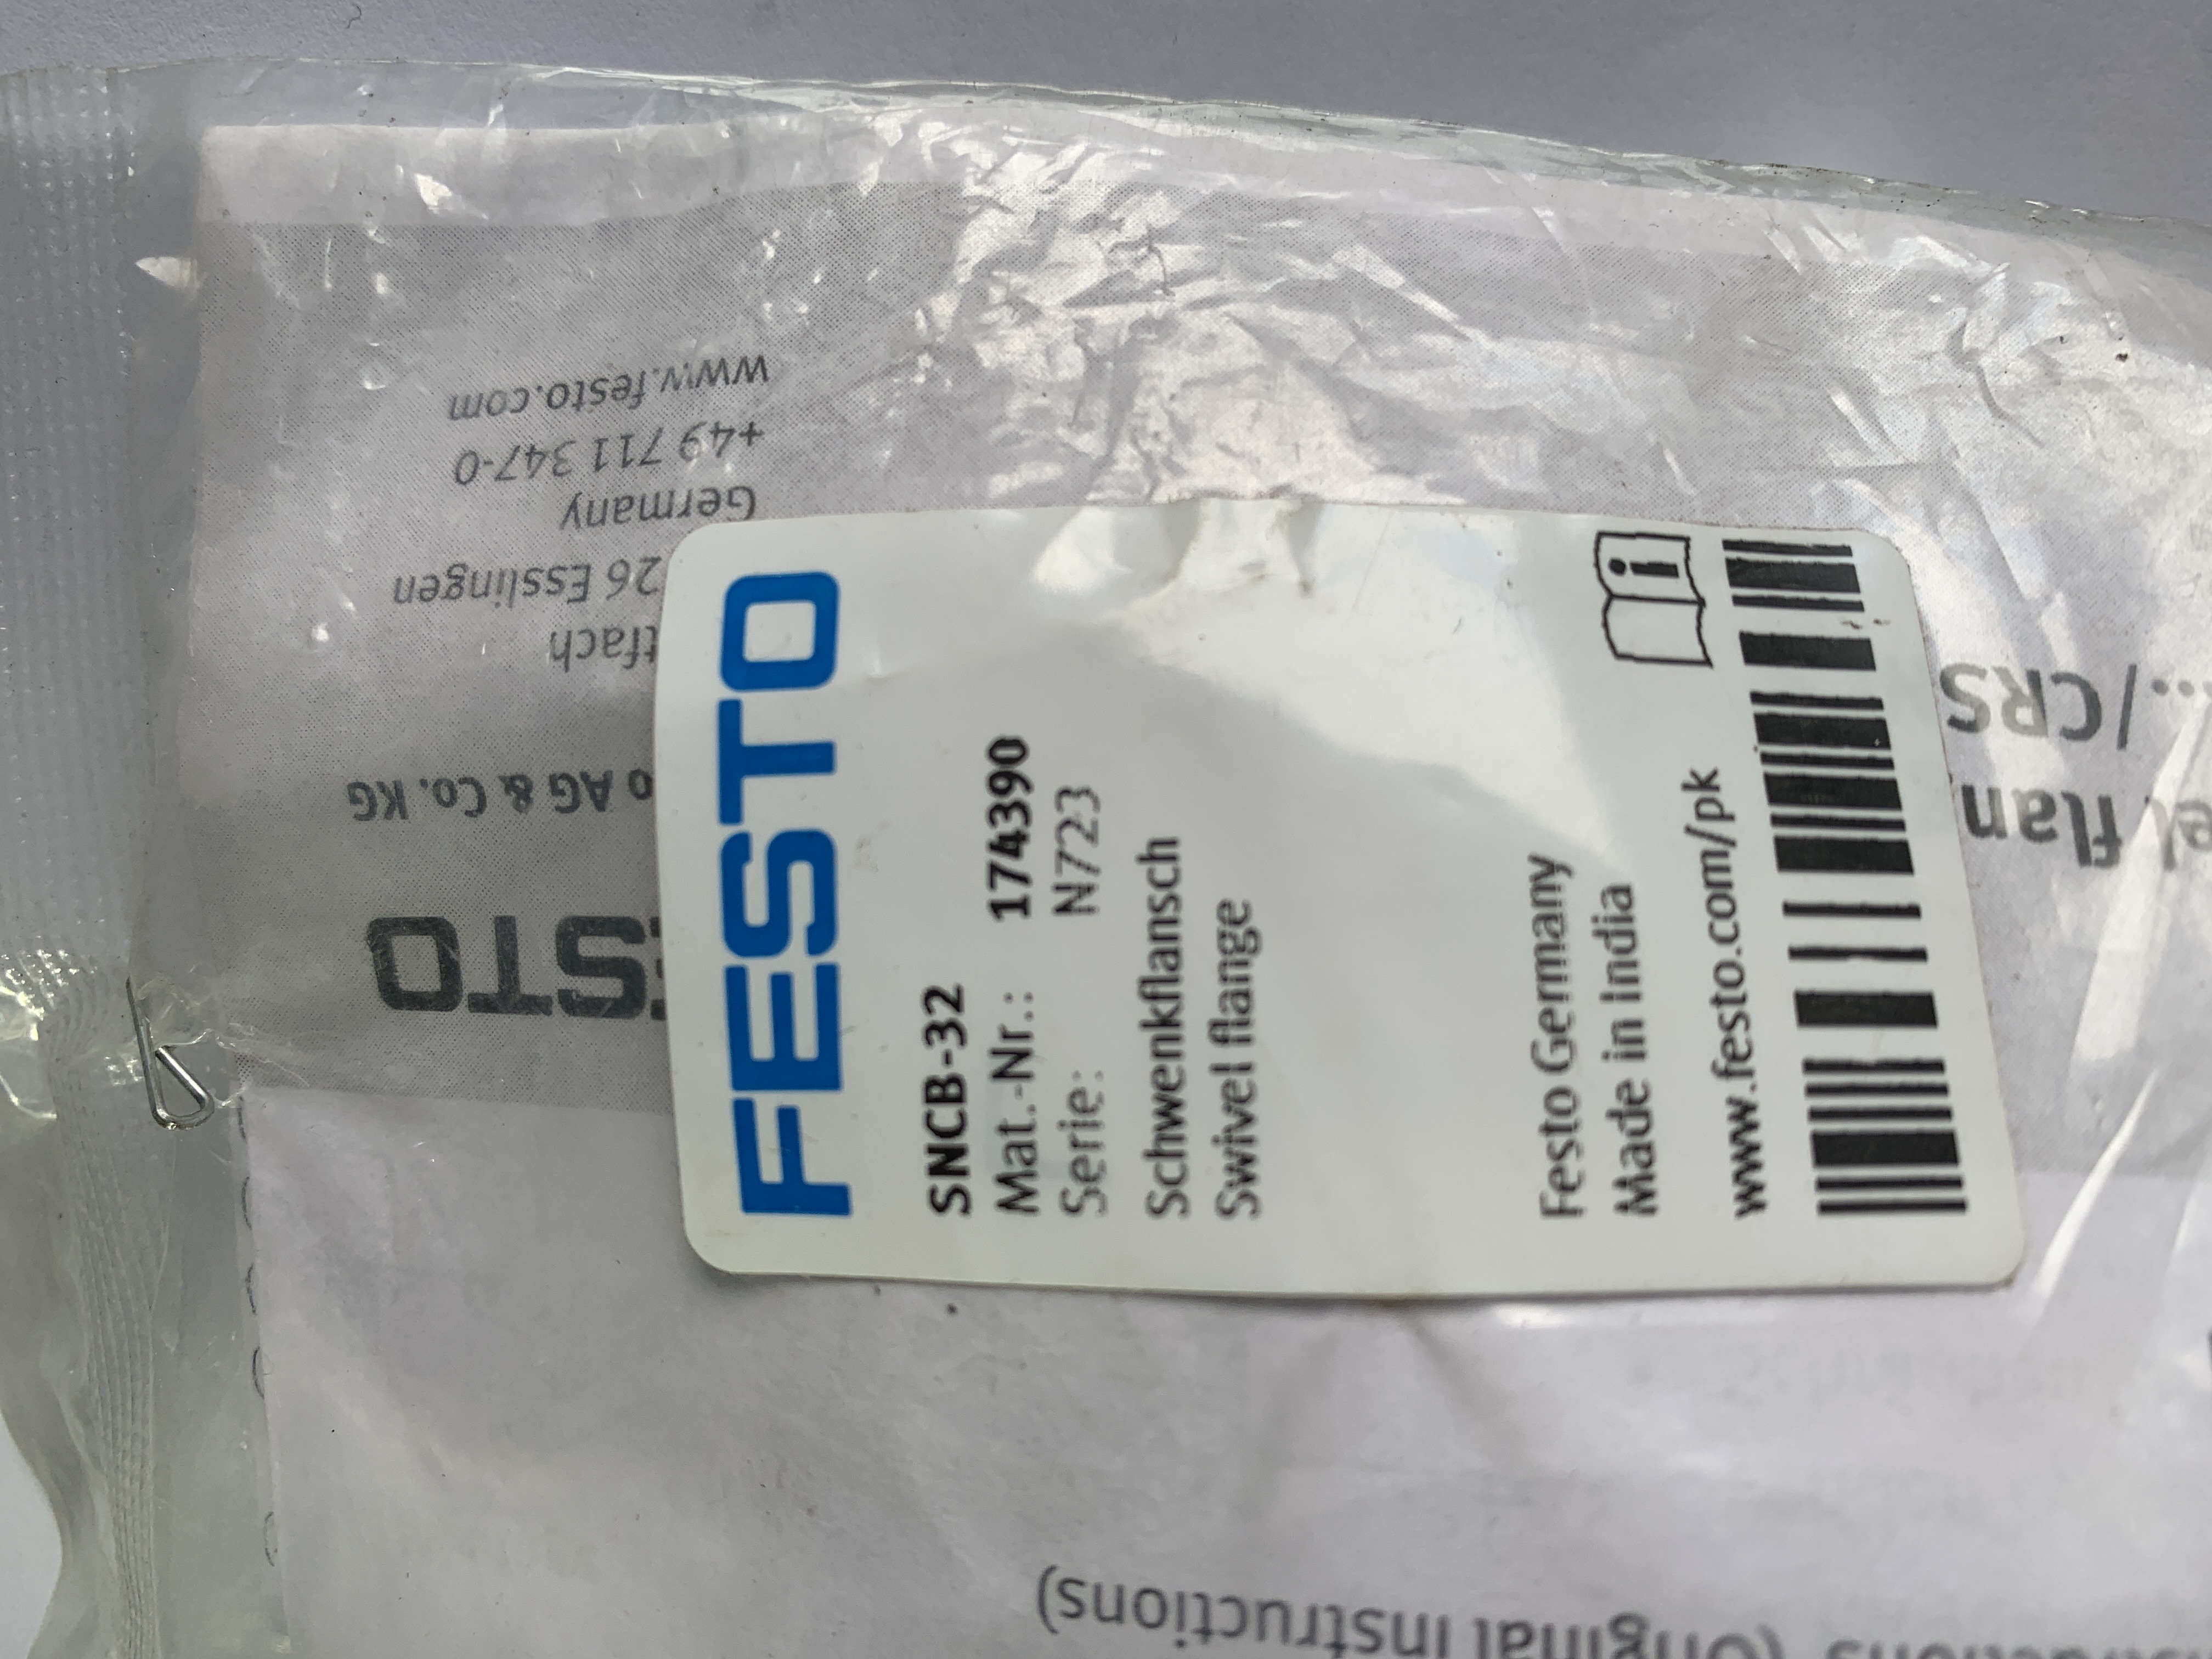 FESTO
SNCB-32
Mat.-Nr.: 174390
Serie: N723
Schwenkflansch
Swivel flange
Festo Germany
Made in India
www.festo.com/pk
i
ESTO
o AG & Co. KG
tfach
26 Esslingen
Germany
+49 711 347-0
www.festo.com
el flan
.../CRS
(Original instructions)